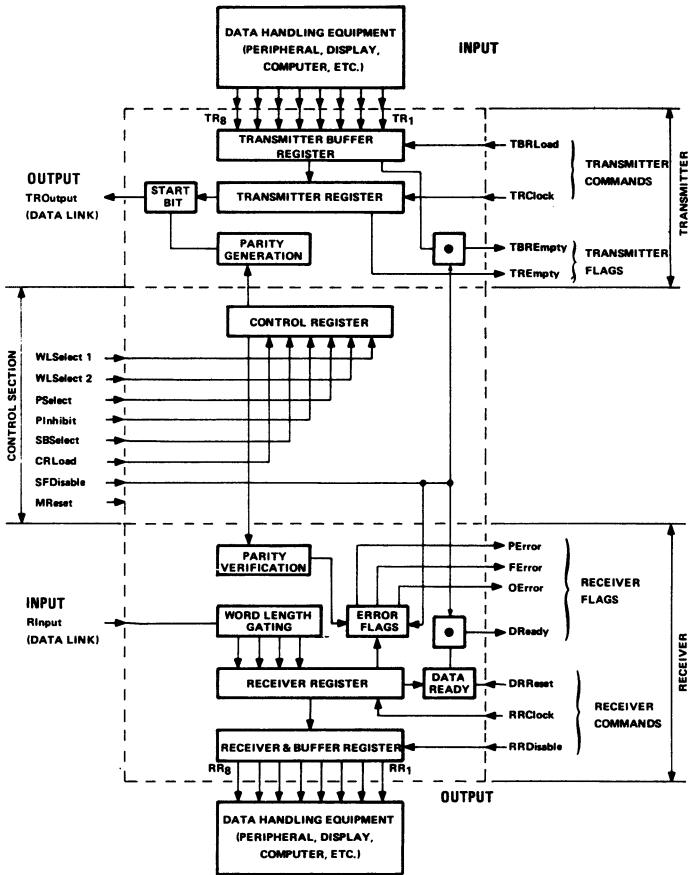 DATA HANDLING EQUIPMENT
(PERIPHERAL, DISPLAY,
COMPUTER, ETC.)
INPUT
TR8
TR1
TRANSMITTER BUFFER
REGISTER
TBRLoad
TRANSMITTER
COMMANDS
OUTPUT
TROutput
(DATA LINK)
START
BIT
TRANSMITTER REGISTER
TRClock
TRANSMITTER
PARITY
GENERATION
TBREmpty
TREmpty
TRANSMITTER
FLAGS
CONTROL REGISTER
CONTROL SECTION
WLSelect 1
WLSelect 2
PSelect
PInhibit
SBSelect
CRLoad
SFDisable
MReset
PARITY
VERIFICATION
PError
FError
OError
RECEIVER
FLAGS
INPUT
RInput
(DATA LINK)
WORD LENGTH
GATING
ERROR
FLAGS
DReady
RECEIVER
RECEIVER REGISTER
DATA
READY
DRReset
RRClock
RECEIVER
COMMANDS
RECEIVER & BUFFER REGISTER
RRDisable
RR8
RR1
OUTPUT
DATA HANDLING EQUIPMENT
(PERIPHERAL, DISPLAY,
COMPUTER, ETC.)